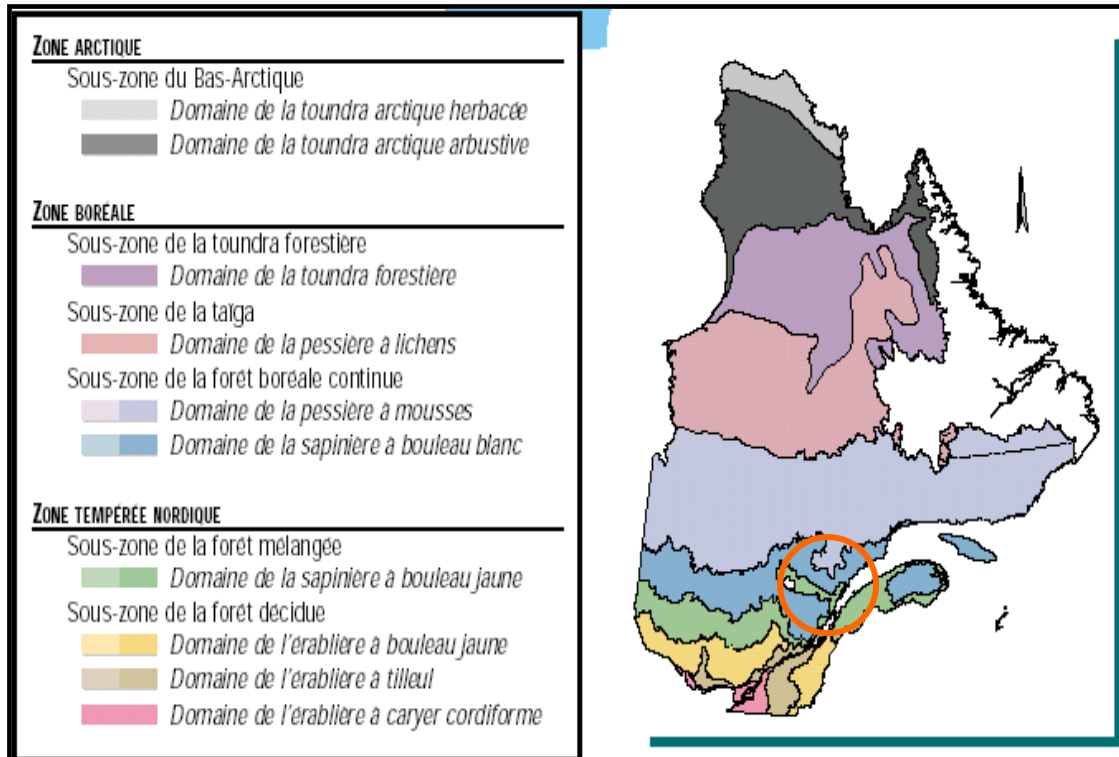 ZONE ARCTIQUE
Sous-zone du Bas-Arctique
Domaine de la toundra arctique herbacée
Domaine de la toundra arctique arbustive
ZONE BORÉALE
Sous-zone de la toundra forestière
Domaine de la toundra forestière
Sous-zone de la taïga
Domaine de la pessière à lichens
Sous-zone de la forêt boréale continue
Domaine de la pessière à mousses
Domaine de la sapinière à bouleau blanc
ZONE TEMPÉRÉE NORDIQUE
Sous-zone de la forêt mélangée
Domaine de la sapinière à bouleau jaune
Sous-zone de la forêt décidue
Domaine de l'érablière à bouleau jaune
Domaine de l'érablière à tilleul
Domaine de l'érablière à caryer cordiforme